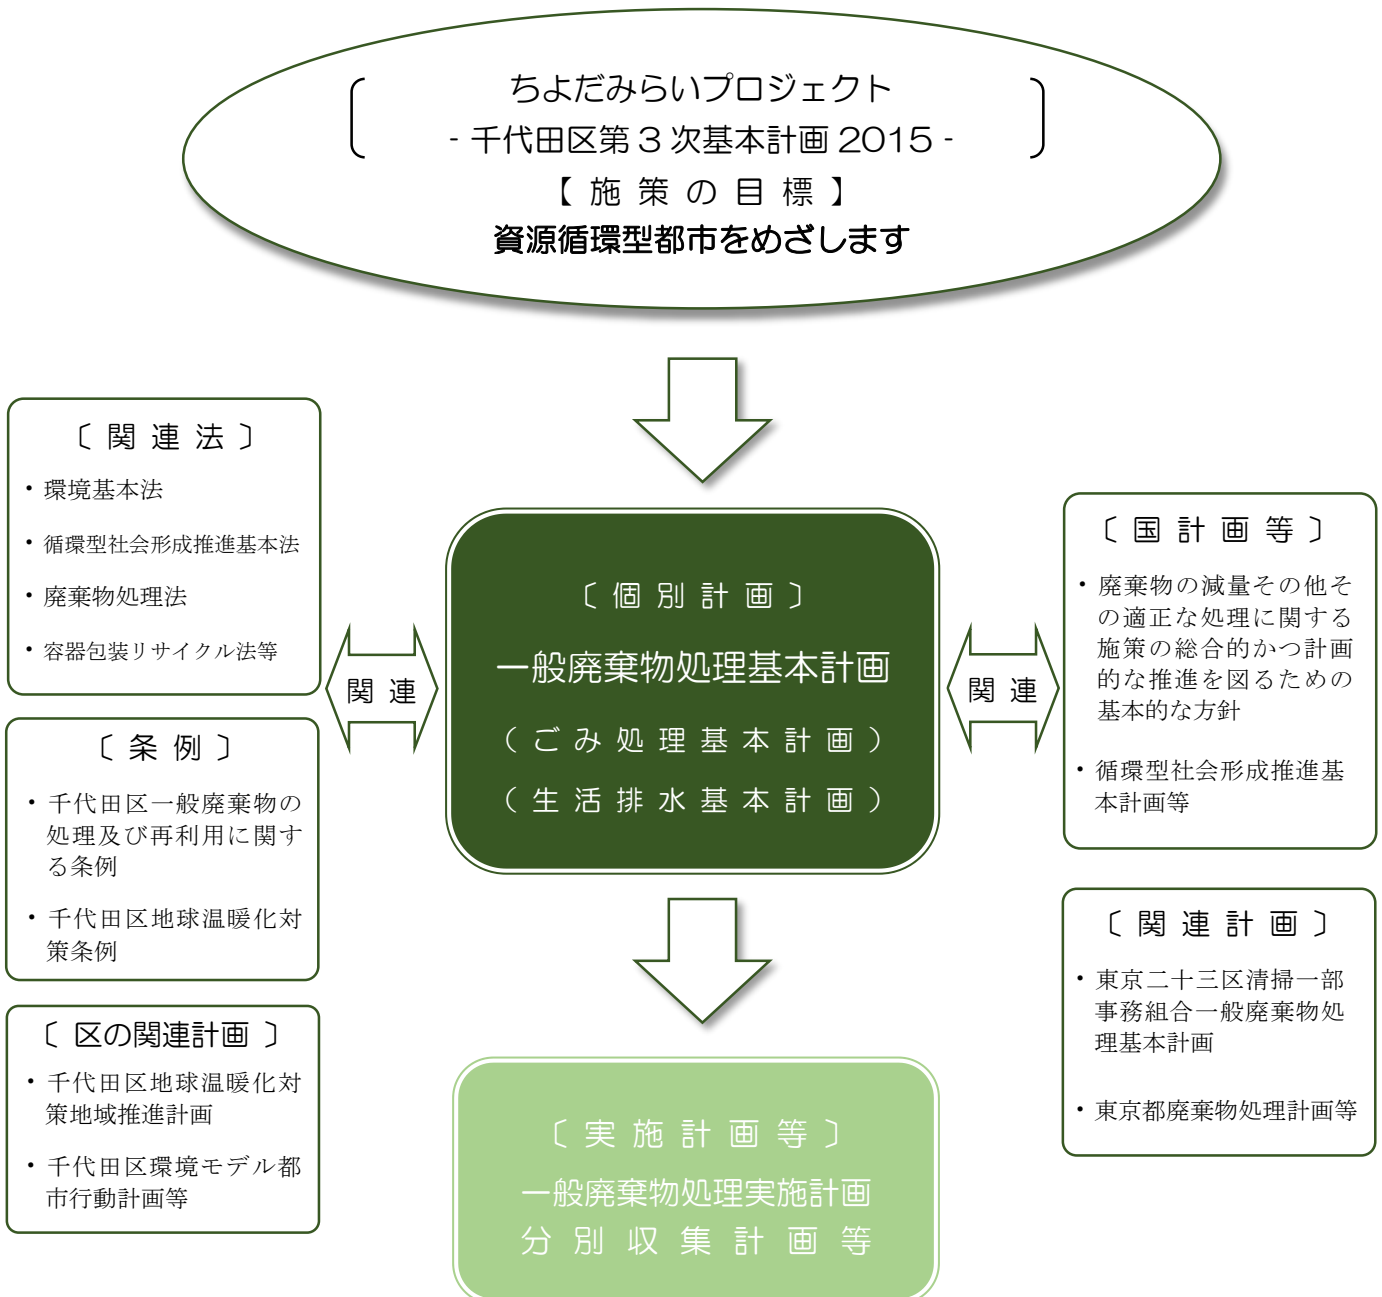 ちよだみらいプロジェクト
- 千代田区第３次基本計画 2015 -
【 施 策 の 目 標 】
資源循環型都市をめざします
〔 関 連 法 〕
・環境基本法
・循環型社会形成推進基本法
・廃棄物処理法
・容器包装リサイクル法等
〔 条 例 〕
・千代田区一般廃棄物の
処理及び再利用に関す
る条例
・千代田区地球温暖化対
策条例
〔 区の関連計画 〕
・千代田区地球温暖化対
策地域推進計画
・千代田区環境モデル都
市行動計画等
関 連
〔 個 別 計 画 〕
一般廃棄物処理基本計画
（ ご み 処 理 基 本 計 画 ）
（ 生 活 排 水 基 本 計 画 ）
関 連
〔 国 計 画 等 〕
・廃棄物の減量その他そ
の適正な処理に関する
施策の総合的かつ計画
的な推進を図るための
基本的な方針
・循環型社会形成推進基
本計画等
〔 関 連 計 画 〕
・東京二十三区清掃一部
事務組合一般廃棄物処
理基本計画
・東京都廃棄物処理計画等
〔 実 施 計 画 等 〕
一般廃棄物処理実施計画
分 別 収 集 計 画 等